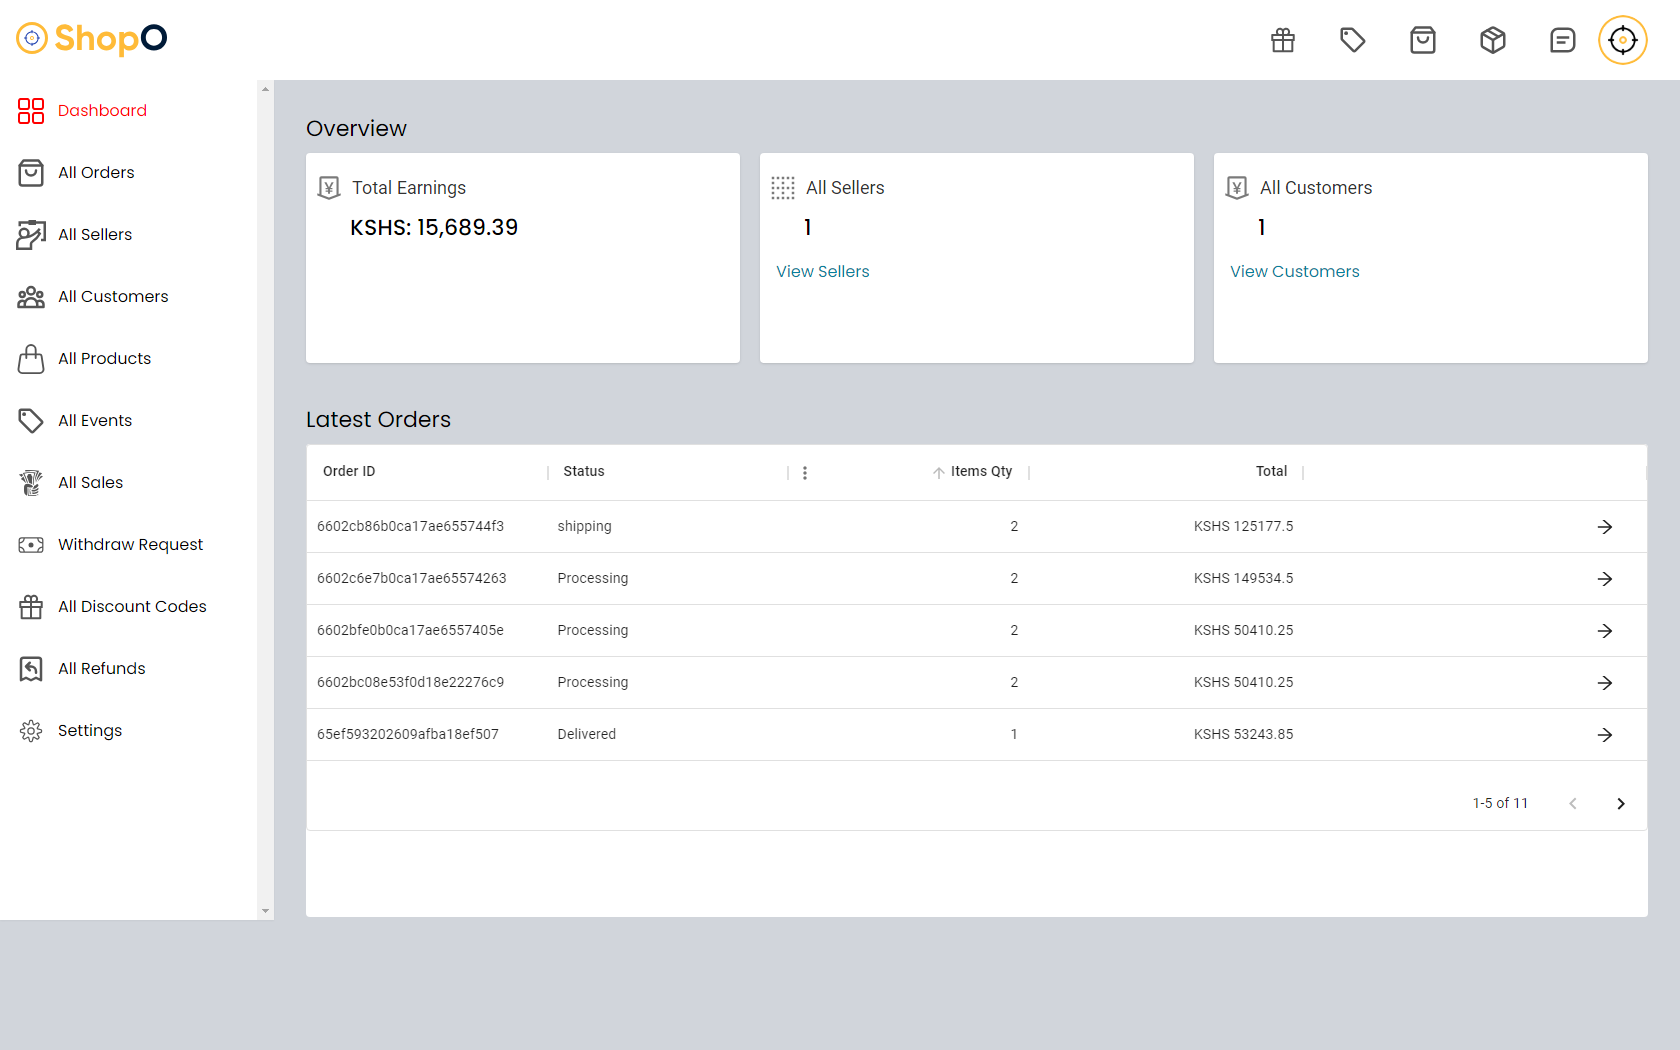 ShopO
Dashboard
All Orders
All Sellers
All Customers
All Products
All Events
All Sales
Withdraw Request
All Discount Codes
All Refunds
Settings
Overview
Total Earnings
KSHS: 15,689.39
All Sellers
1
View Sellers
All Customers
1
View Customers
Latest Orders
Order ID Status Items Qty Total
6602cb86b0ca17ae655744f3 shipping 2 KSHS 125177.5
6602c6e7b0ca17ae65574263 Processing 2 KSHS 149534.5
6602bfe0b0ca17ae6557405e Processing 2 KSHS 50410.25
6602bc08e53f0d18e22276c9 Processing 2 KSHS 50410.25
65ef593202609afba18ef507 Delivered 1 KSHS 53243.85
1-5 of 11